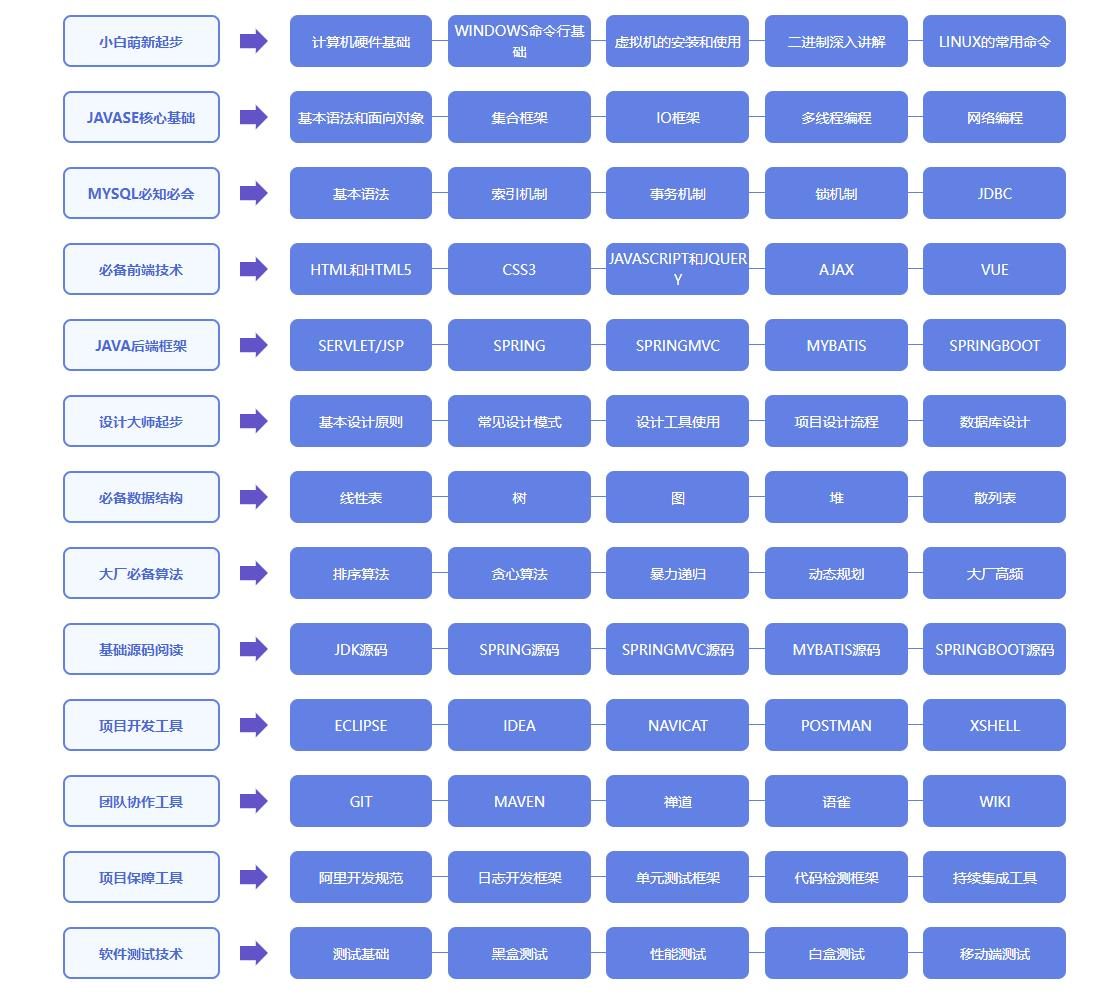 小白萌新起步
计算机硬件基础
WINDOWS命令行基
础
虚拟机的安装和使用
二进制深入讲解
LINUX的常用命令
JAVASE核心基础
基本语法和面向对象
集合框架
IO框架
多线程编程
网络编程
MYSQL必知必会
基本语法
索引机制
事务机制
锁机制
JDBC
必备前端技术
HTML和HTML5
CSS3
JAVASCRIPT和JQUER
Y
AJAX
VUE
JAVA后端框架
SERVLET/JSP
SPRING
SPRINGMVC
MYBATIS
SPRINGBOOT
设计大师起步
基本设计原则
常见设计模式
设计工具使用
项目设计流程
数据库设计
必备数据结构
线性表
树
图
堆
散列表
大厂必备算法
排序算法
贪心算法
暴力递归
动态规划
大厂高频
基础源码阅读
JDK源码
SPRING源码
SPRINGMVC源码
MYBATIS源码
SPRINGBOOT源码
项目开发工具
ECLIPSE
IDEA
NAVICAT
POSTMAN
XSHELL
团队协作工具
GIT
MAVEN
禅道
语雀
WIKI
项目保障工具
阿里开发规范
日志开发框架
单元测试框架
代码检测框架
持续集成工具
软件测试技术
测试基础
黑盒测试
性能测试
白盒测试
移动端测试